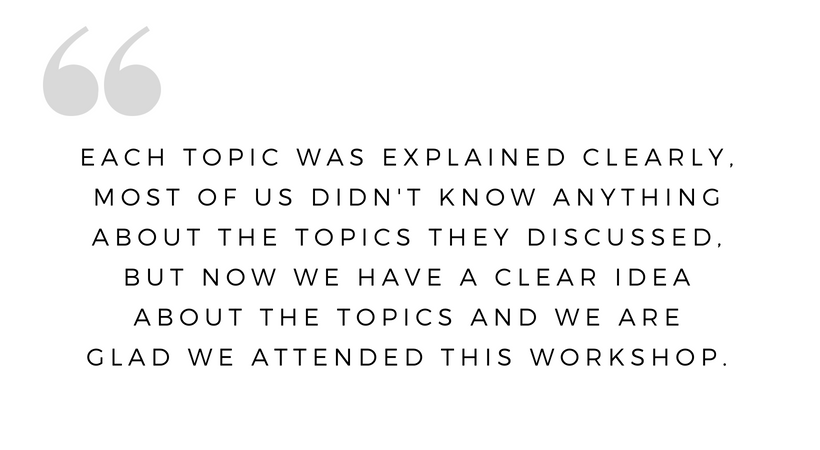 “
EACH TOPIC WAS EXPLAINED CLEARLY,
MOST OF US DIDN'T KNOW ANYTHING
ABOUT THE TOPICS THEY DISCUSSED,
BUT NOW WE HAVE A CLEAR IDEA
ABOUT THE TOPICS AND WE ARE
GLAD WE ATTENDED THIS WORKSHOP.